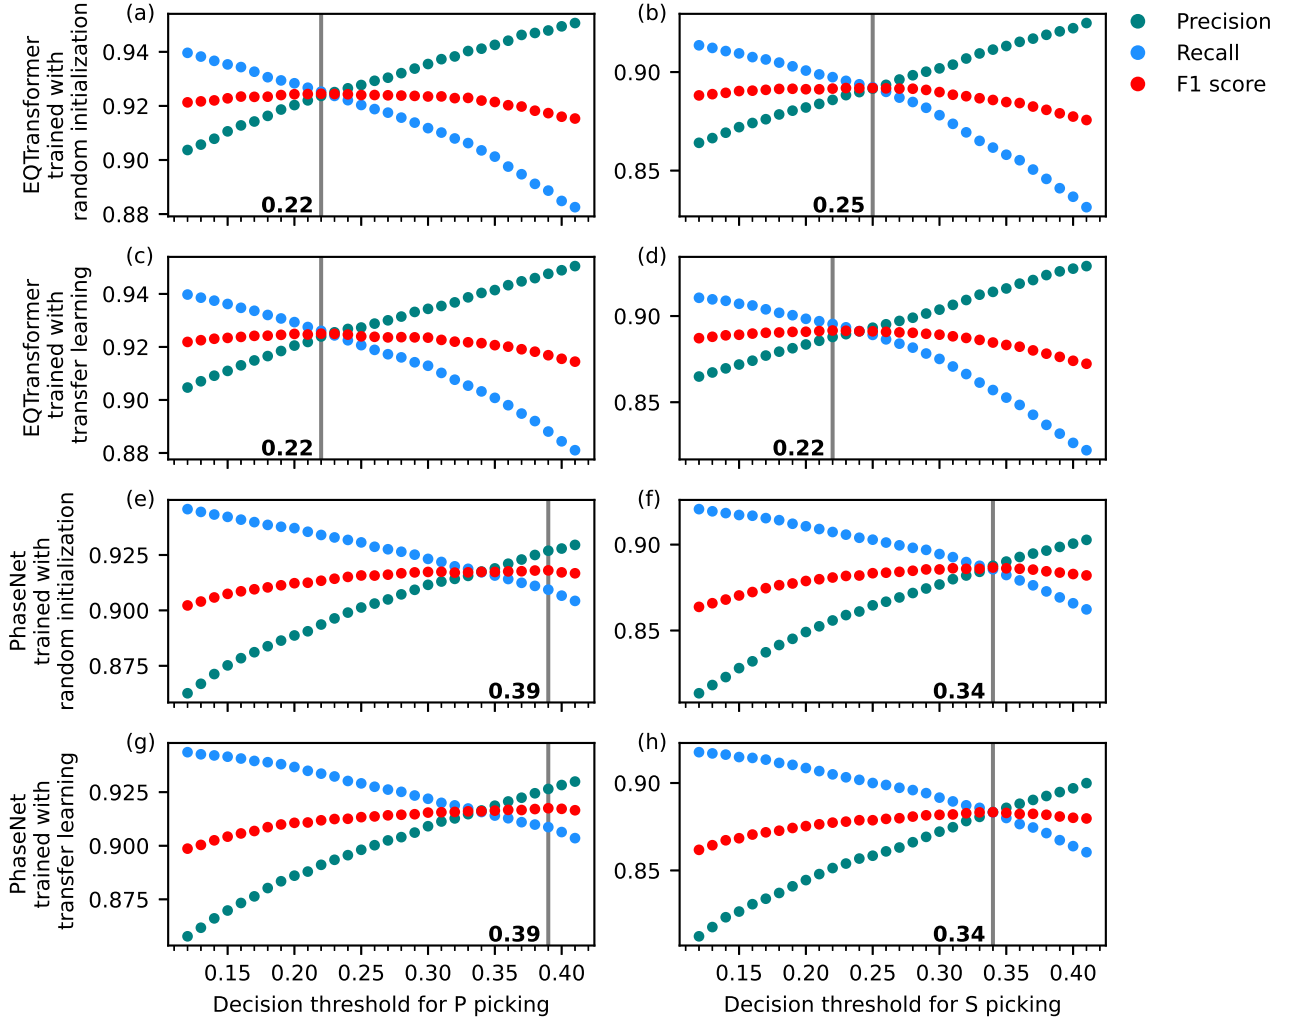 (a)
(b)
Precision
Recall
F1 score
EQTransformer
trained with
random initialization
0.94
0.92
0.90
0.88
0.22
0.90
0.85
0.25
(c)
(d)
EQTransformer
trained with
transfer learning
0.94
0.92
0.90
0.88
0.22
0.90
0.85
0.22
(e)
(f)
PhaseNet
trained with
random initialization
0.925
0.900
0.875
0.39
0.90
0.85
0.34
(g)
(h)
PhaseNet
trained with
transfer learning
0.925
0.900
0.875
0.39
0.90
0.85
0.34
0.15 0.20 0.25 0.30 0.35 0.40
0.15 0.20 0.25 0.30 0.35 0.40
Decision threshold for P picking
Decision threshold for S picking